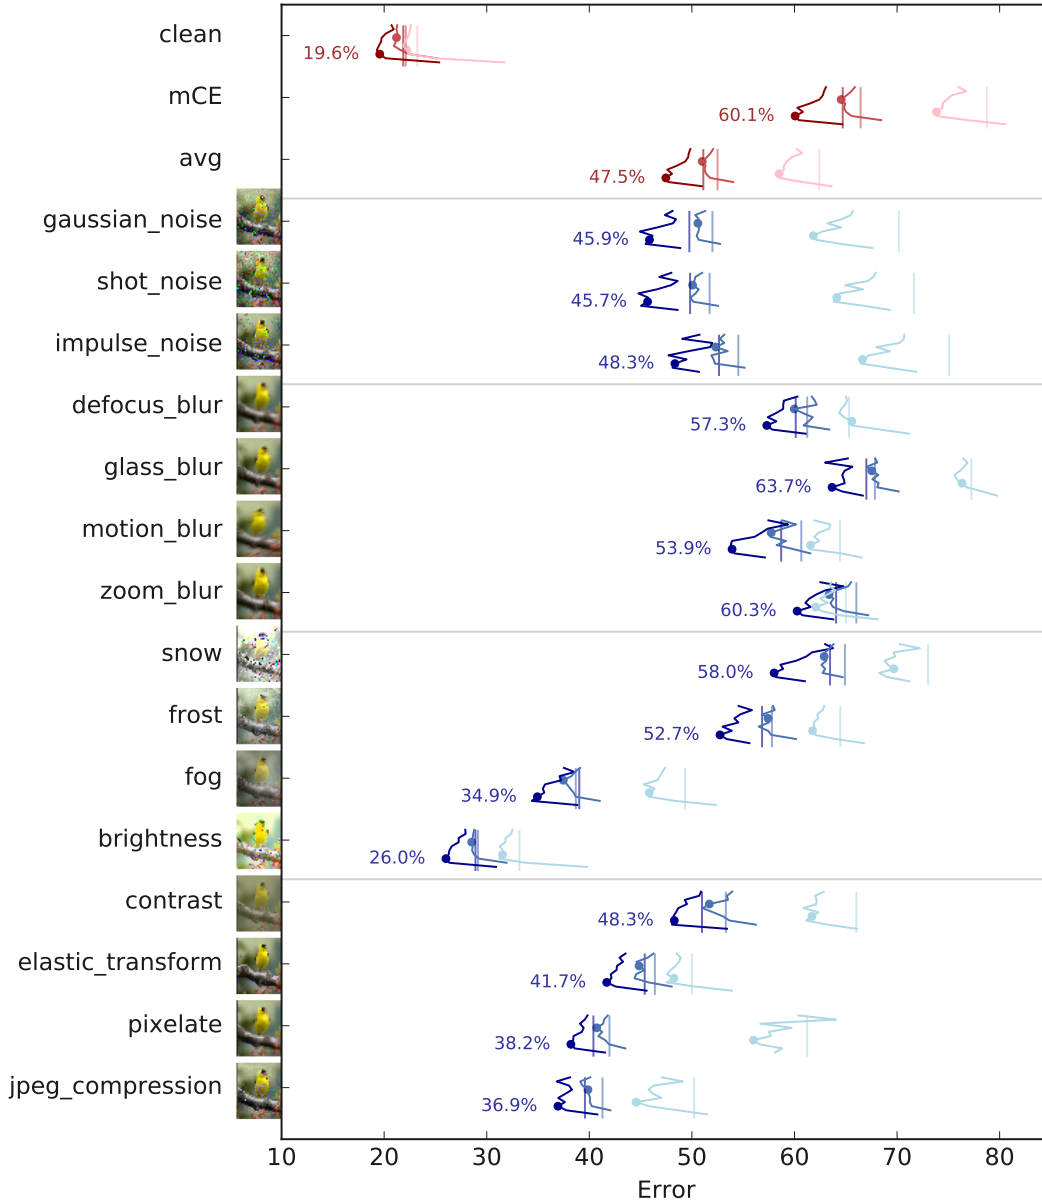 clean
19.6%
mCE
60.1%
avg
47.5%
gaussian_noise
45.9%
shot_noise
45.7%
impulse_noise
48.3%
defocus_blur
57.3%
glass_blur
63.7%
motion_blur
53.9%
zoom_blur
60.3%
snow
58.0%
frost
52.7%
fog
34.9%
brightness
26.0%
contrast
48.3%
elastic_transform
41.7%
pixelate
38.2%
jpeg_compression
36.9%
10 20 30 40 50 60 70 80
Error